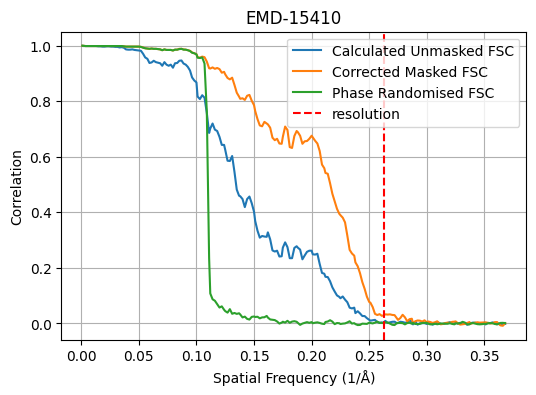 EMD-15410
Calculated Unmasked FSC
Corrected Masked FSC
Phase Randomised FSC
resolution
Correlation
1.0
0.8
0.6
0.4
0.2
0.0
0.00 0.05 0.10 0.15 0.20 0.25 0.30 0.35
Spatial Frequency (1/Å)